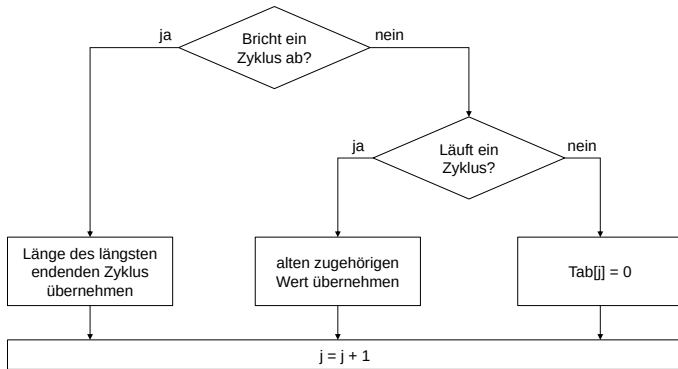 Bricht ein
Zyklus ab?
ja
nein
Läuft ein
Zyklus?
ja
nein
Länge des längsten
endenden Zyklus
übernehmen
alten zugehörigen
Wert übernehmen
Tab[j] = 0
j = j + 1